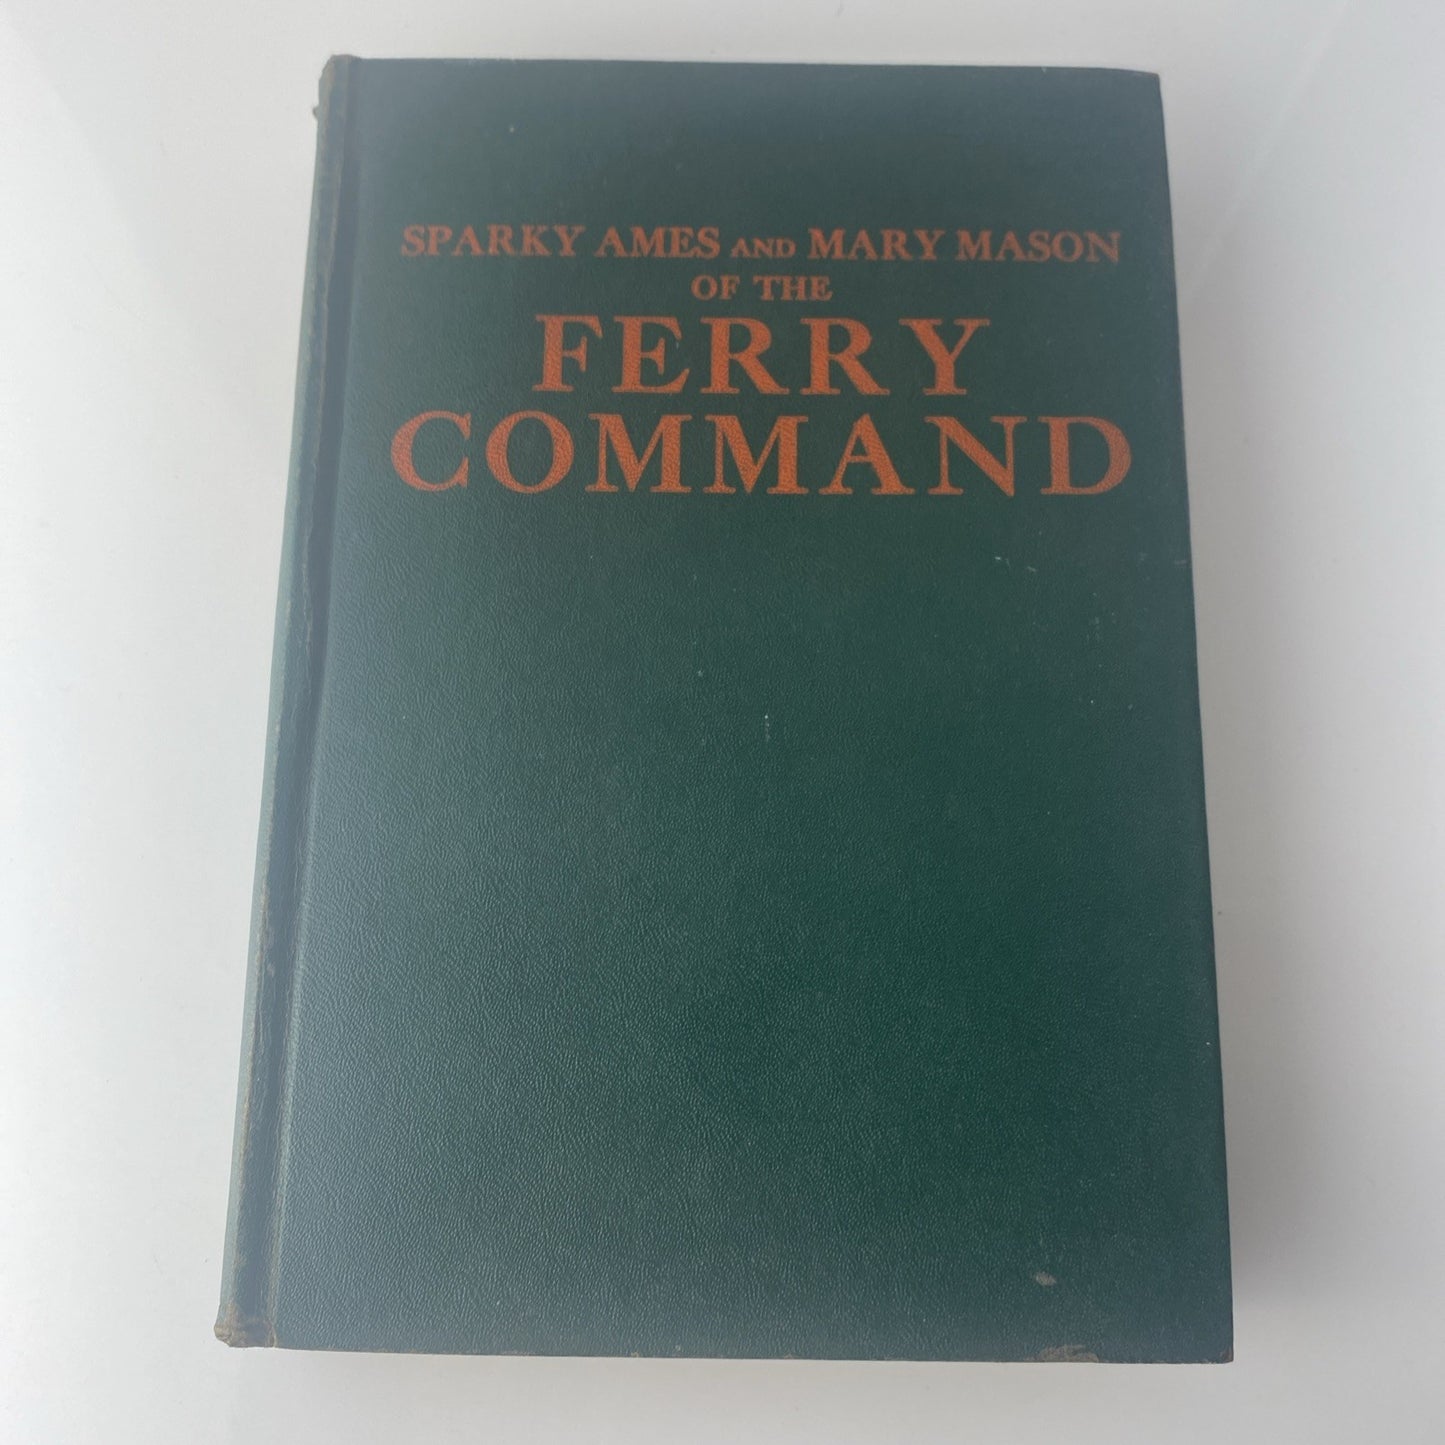 SPARKY AMES AND MARY MASON
OF THE
FERRY
COMMAND